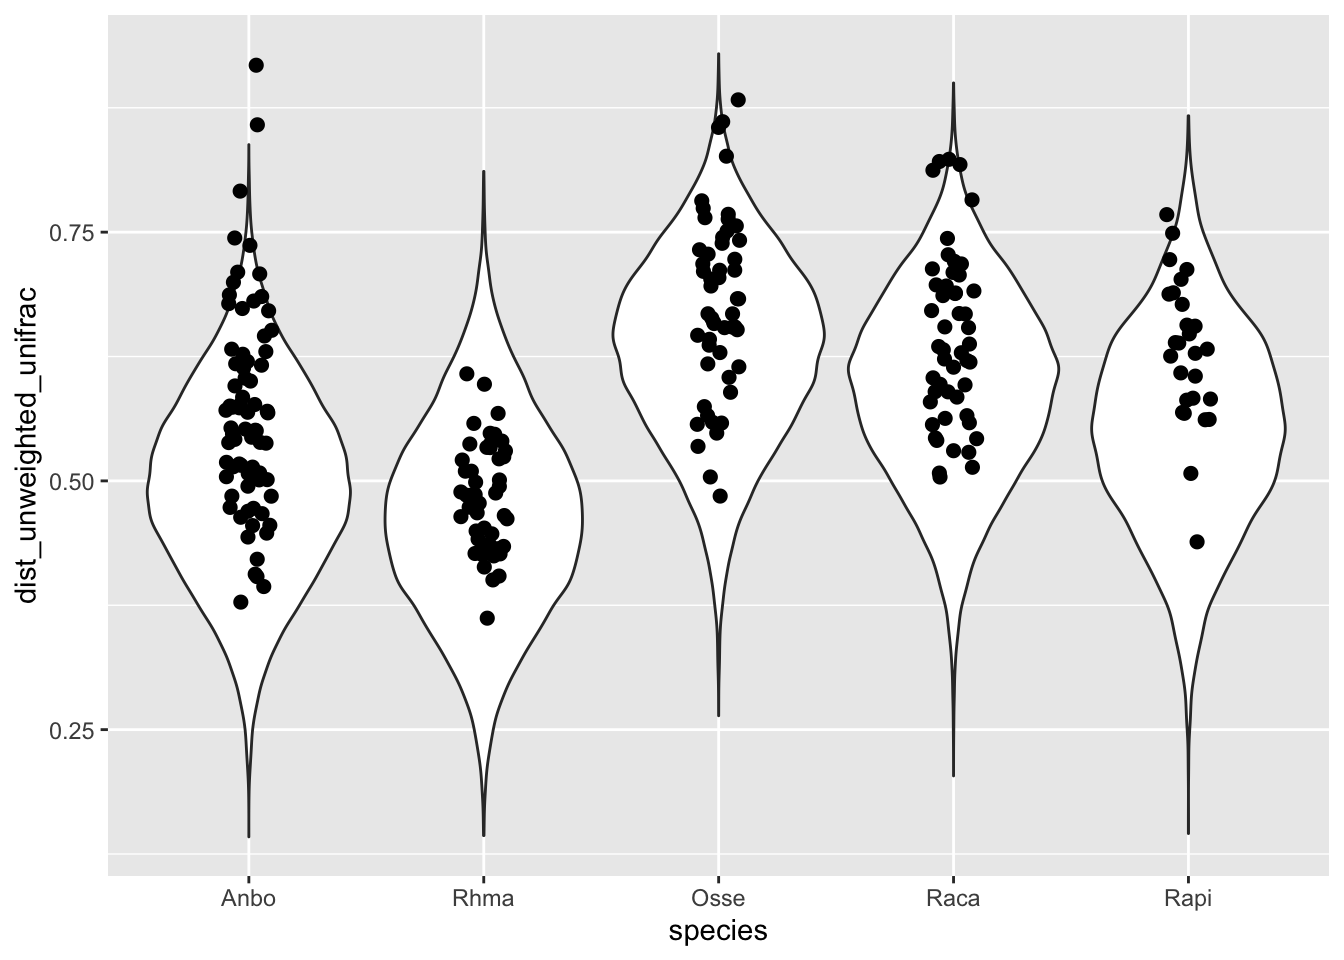 dist_unweighted_unifrac
0.75
0.50
0.25
Anbo Rhma Osse Raca Rapi
species